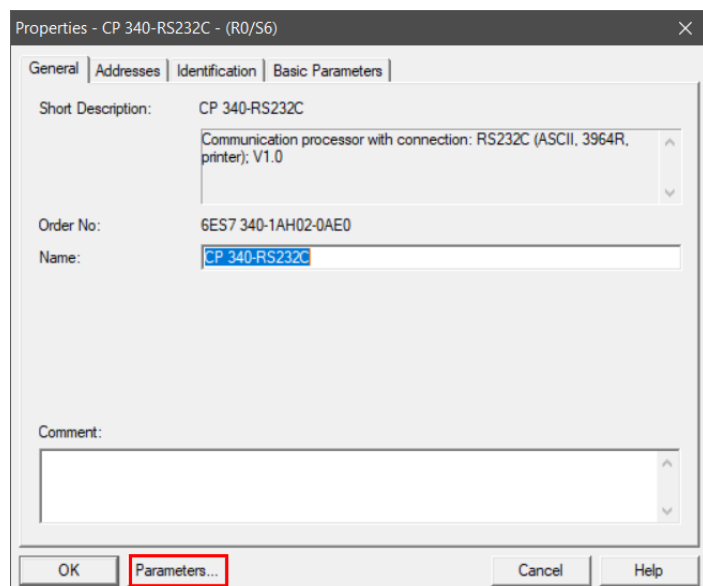 Properties - CP 340-RS232C - (R0/S6)
General Addresses Identification Basic Parameters
Short Description: CP 340-RS232C
Communication processor with connection: RS232C (ASCII, 3964R,
printer); V1.0
Order No: 6ES7 340-1AH02-0AE0
Name: CP 340-RS232C
Comment:
OK Parameters... Cancel Help